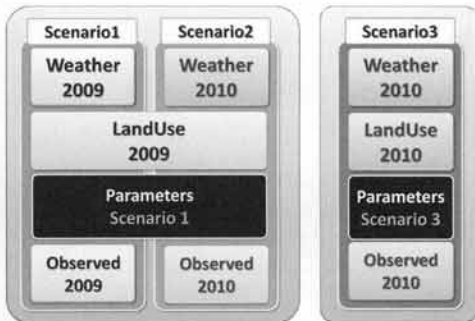 Scenario1
Scenario2
Scenario3
Weather
2009
Weather
2010
Weather
2010
LandUse
2009
LandUse
2010
Parameters
Scenario 1
Parameters
Scenario 3
Observed
2009
Observed
2010
Observed
2010